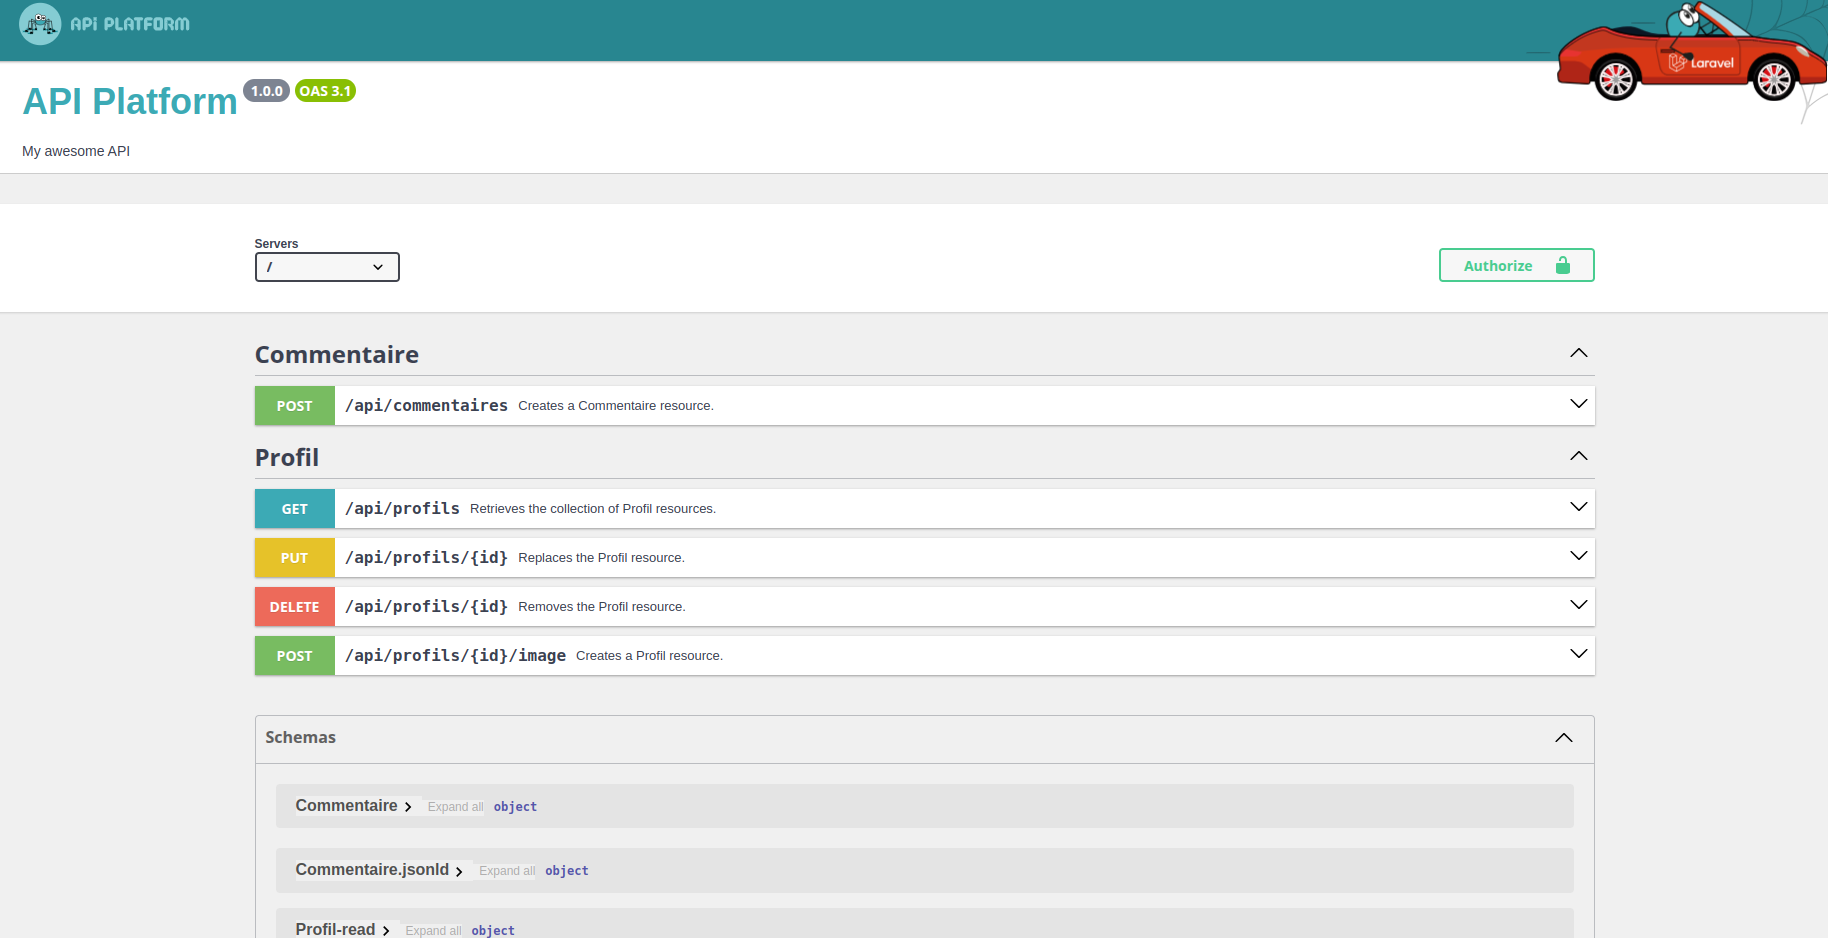 API PLATFORM
Laravel
API Platform 1.0.0 OAS 3.1
My awesome API
Servers
/
Authorize
Commentaire
POST /api/commentaires Creates a Commentaire resource.
Profil
GET /api/profils Retrieves the collection of Profil resources.
PUT /api/profils/{id} Replaces the Profil resource.
DELETE /api/profils/{id} Removes the Profil resource.
POST /api/profils/{id}/image Creates a Profil resource.
Schemas
Commentaire Expand all object
Commentaire.jsonld Expand all object
Profil-read Expand all object